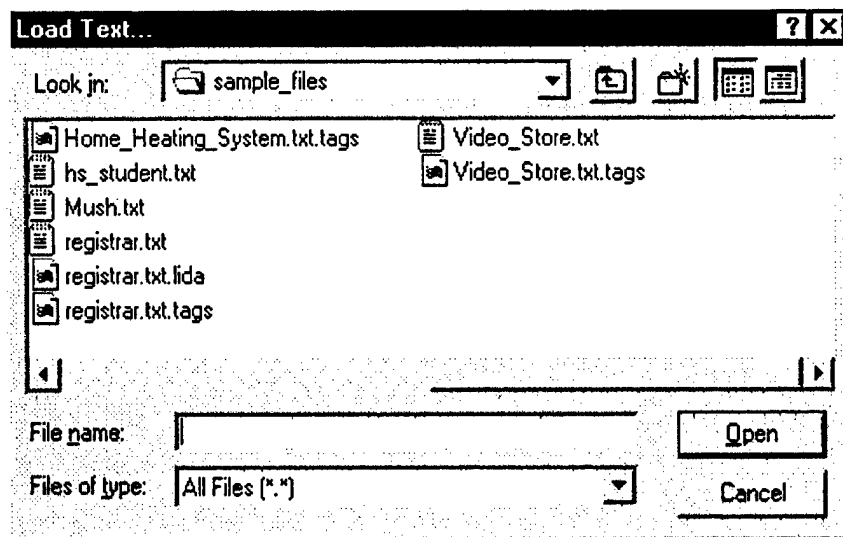 Load Text...
Look in: sample_files
Home_Heating_System.txt.tags
hs_student.txt
Mush.txt
registrar.txt
registrar.txt.lida
registrar.txt.tags
Video_Store.txt
Video_Store.txt.tags
File name:
Open
Files of type: All Files (*.*)
Cancel